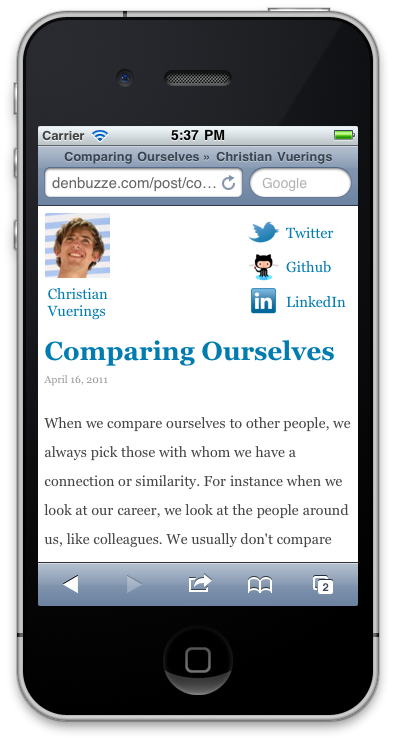 Carrier 5:37 PM
Comparing Ourselves » Christian Vuerings
denbuzze.com/post/co... Google
Twitter
Github
in LinkedIn
Christian
Vuerings
Comparing Ourselves
April 16, 2011
When we compare ourselves to other people, we
always pick those with whom we have a
connection or similarity. For instance when we
look at our career, we look at the people around
us, like colleagues. We usually don't compare
2